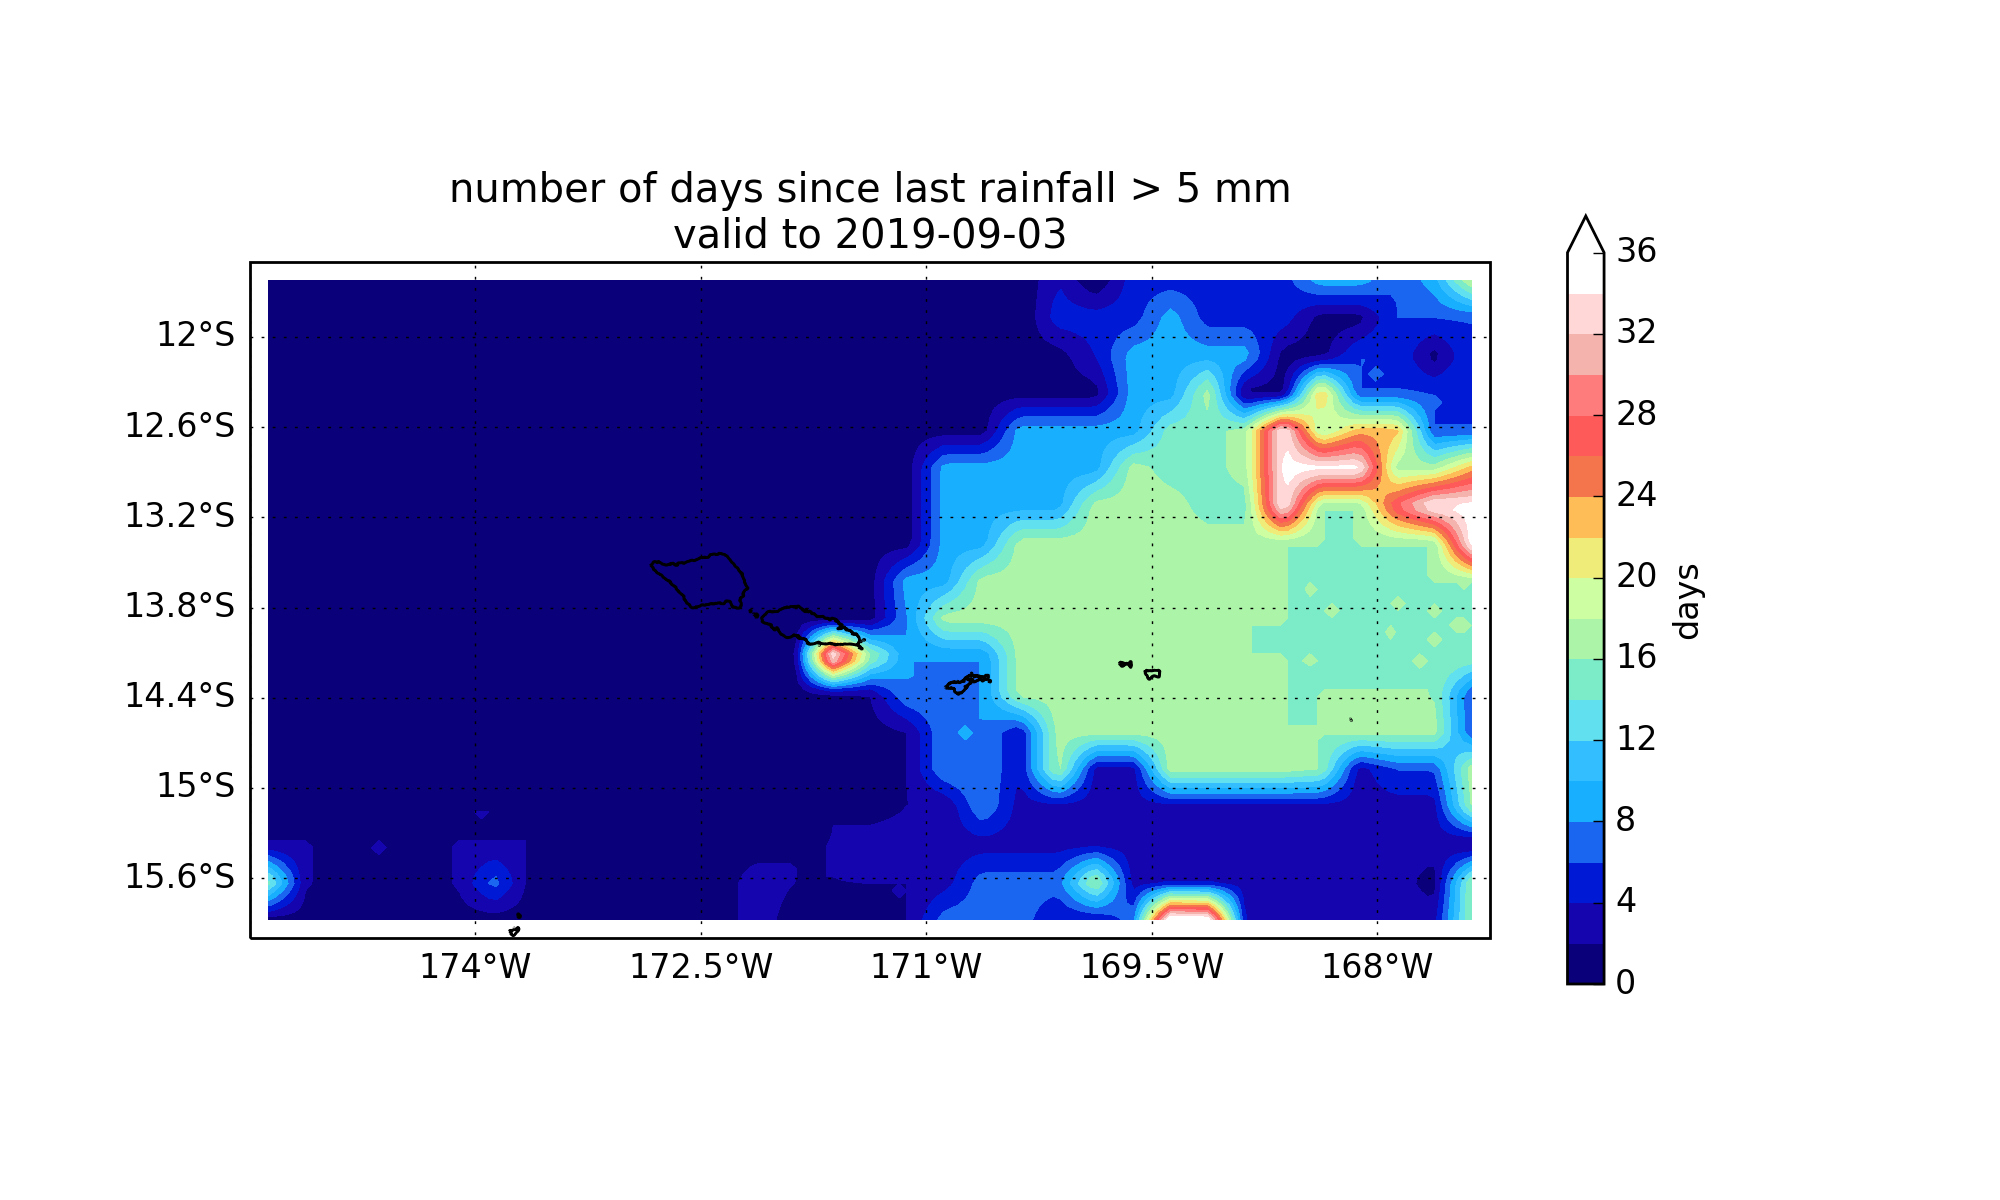 number of days since last rainfall > 5 mm
valid to 2019-09-03
12°S
12.6°S
13.2°S
13.8°S
14.4°S
15°S
15.6°S
174°W
172.5°W
171°W
169.5°W
168°W
36
32
28
24
20
16
12
8
4
0
days